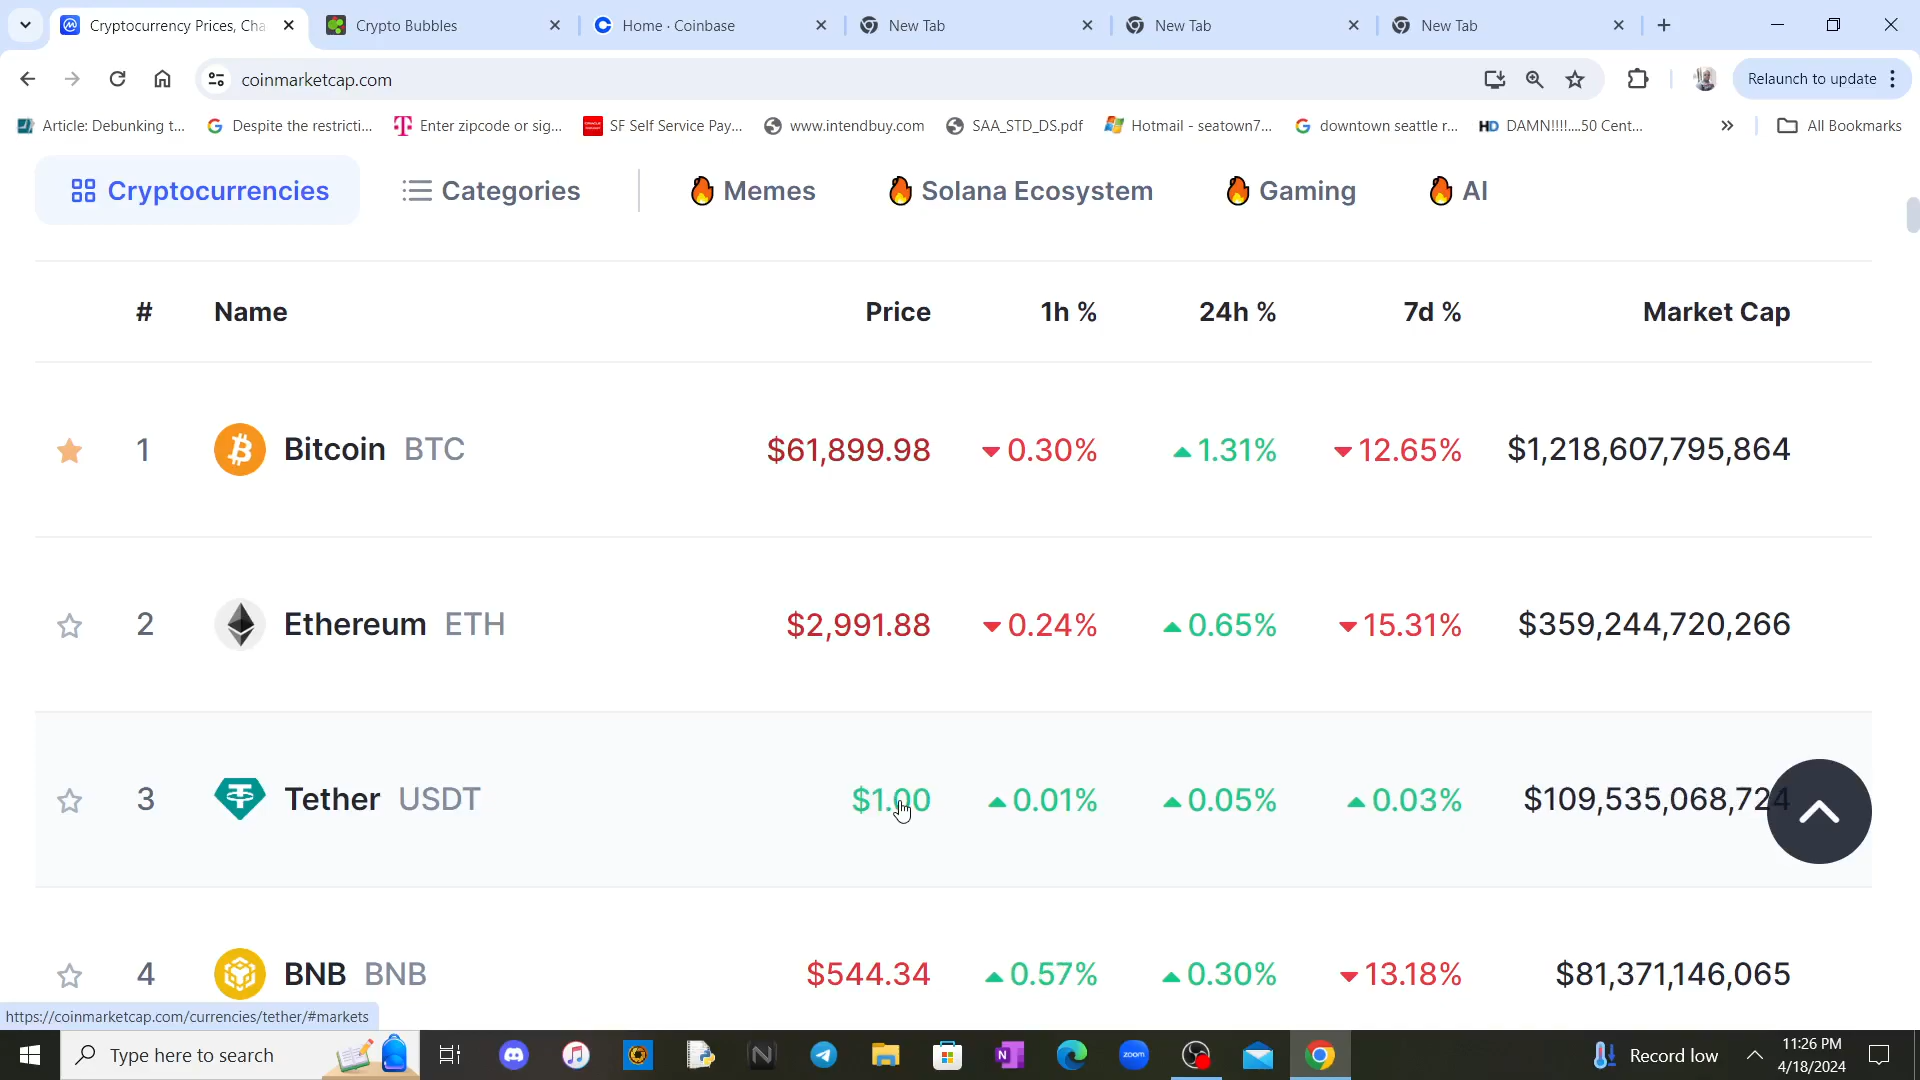 Cryptocurrency Prices, Cha
Crypto Bubbles
Home · Coinbase
New Tab
New Tab
New Tab
coinmarketcap.com
Relaunch to update
Article: Debunking t...
Despite the restricti...
Enter zipcode or sig...
SF Self Service Pay...
www.intendbuy.com
SAA_STD_DS.pdf
Hotmail - seatown7...
downtown seattle r...
HD DAMN!!!!....50 Cent...
All Bookmarks
Cryptocurrencies
Categories
Memes
Solana Ecosystem
Gaming
AI
# Name Price 1h % 24h % 7d % Market Cap
1 Bitcoin BTC $61,899.98 0.30% 1.31% 12.65% $1,218,607,795,864
2 Ethereum ETH $2,991.88 0.24% 0.65% 15.31% $359,244,720,266
3 Tether USDT $1.00 0.01% 0.05% 0.03% $109,535,068,724
4 BNB BNB $544.34 0.57% 0.30% 13.18% $81,371,146,065
https://coinmarketcap.com/currencies/tether/#markets
Type here to search
zoom
Record low
11:26 PM
4/18/2024